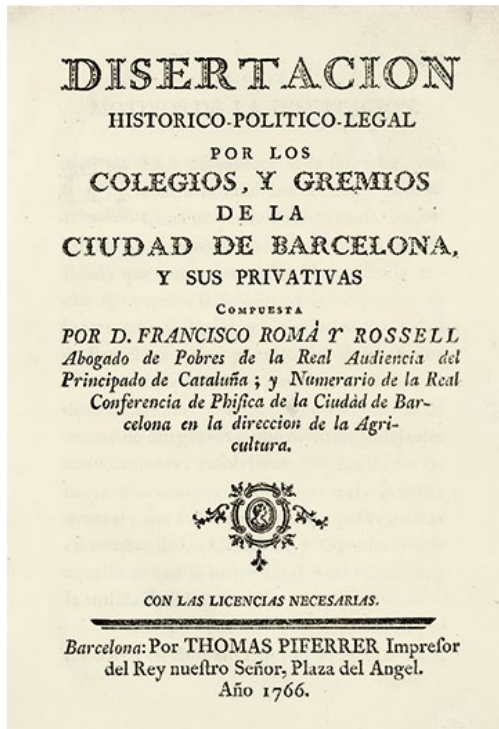 DISERTACION
HISTORICO-POLITICO-LEGAL
POR LOS
COLEGIOS, Y GREMIOS
DE LA
CIUDAD DE BARCELONA,
Y SUS PRIVATIVAS
COMPUESTA
POR D. FRANCISCO ROMÀ Y ROSSELL
Abogado de Pobres de la Real Audiencia del
Principado de Cataluña ; y Numerario de la Real
Conferencia de Phiſica de la Ciudad de Bar-
celona en la direccion de la Agri-
cultura.
CON LAS LICENCIAS NECESARIAS.
Barcelona: Por THOMAS PIFERRER Impreſor
del Rey nueſtro Señor, Plaza del Angel.
Año 1766.